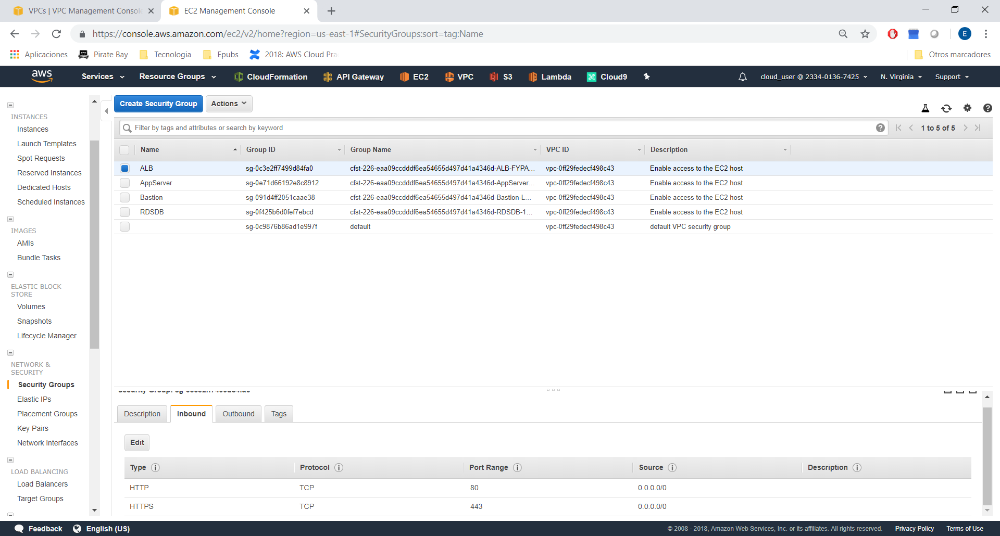 VPCs | VPC Management Console
EC2 Management Console
https://console.aws.amazon.com/ec2/v2/home?region=us-east-1#SecurityGroups:sort=tag:Name
E
Aplicaciones
Pirate Bay
Tecnologia
Epubs
2018: AWS Cloud Pra
Otros marcadores
aws
Services
Resource Groups
CloudFormation
API Gateway
EC2
VPC
S3
Lambda
Cloud9
cloud_user @ 2334-0136-7425
N. Virginia
Support
INSTANCES
Instances
Launch Templates
Spot Requests
Reserved Instances
Dedicated Hosts
Scheduled Instances
IMAGES
AMIs
Bundle Tasks
ELASTIC BLOCK
STORE
Volumes
Snapshots
Lifecycle Manager
NETWORK &
SECURITY
Security Groups
Elastic IPs
Placement Groups
Key Pairs
Network Interfaces
LOAD BALANCING
Load Balancers
Target Groups
Create Security Group
Actions
Filter by tags and attributes or search by keyword
1 to 5 of 5
Name Group ID Group Name VPC ID Description
ALB sg-0c3e2ff7499d84fa0 cfst-226-eaa09ccdddf6ea54655d497d41a4346d-ALB-FYPA... vpc-0ff29fedecf498c43 Enable access to the EC2 host
AppServer sg-0e71d66192e8c8912 cfst-226-eaa09ccdddf6ea54655d497d41a4346d-AppServer... vpc-0ff29fedecf498c43 Enable access to the EC2 host
Bastion sg-091d4ff2051caae38 cfst-226-eaa09ccdddf6ea54655d497d41a4346d-Bastion-L... vpc-0ff29fedecf498c43 Enable access to the EC2 host
RDSDB sg-0f425b6d0fef7ebcd cfst-226-eaa09ccdddf6ea54655d497d41a4346d-RDSDB-1... vpc-0ff29fedecf498c43 Enable access to the EC2 host
sg-0c9876b86ad1e997f default vpc-0ff29fedecf498c43 default VPC security group
Security Group: sg-0c3e2ff7499d84fa0
Description
Inbound
Outbound
Tags
Edit
Type Protocol Port Range Source Description
HTTP TCP 80 0.0.0.0/0
HTTPS TCP 443 0.0.0.0/0
Feedback
English (US)
© 2008 - 2018, Amazon Web Services, Inc. or its affiliates. All rights reserved.
Privacy Policy
Terms of Use